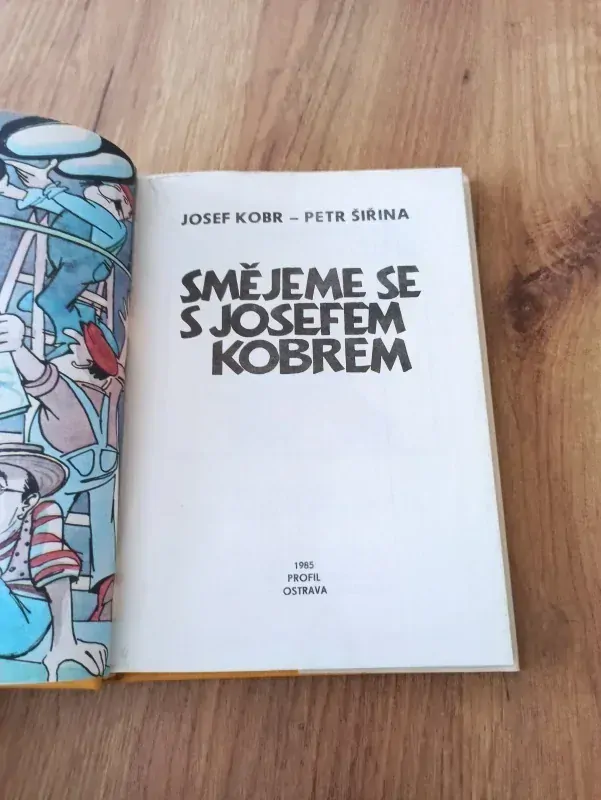 JOSEF KOBR – PETR ŠIŘINA
SMĚJEME SE
S JOSEFEM
KOBREM
1985
PROFIL
OSTRAVA